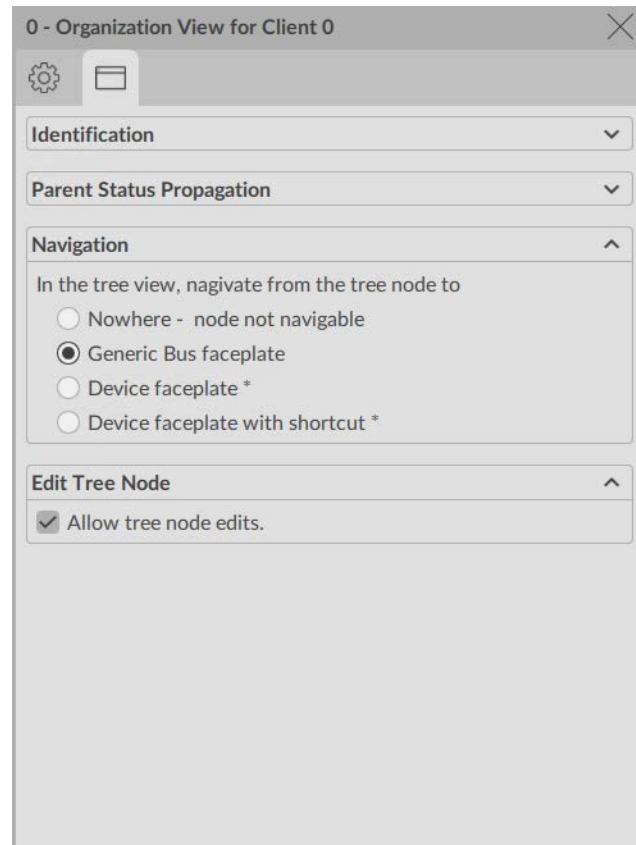 0 - Organization View for Client 0
Identification
Parent Status Propagation
Navigation
In the tree view, nagivate from the tree node to
Nowhere -  node not navigable
Generic Bus faceplate
Device faceplate *
Device faceplate with shortcut *
Edit Tree Node
Allow tree node edits.